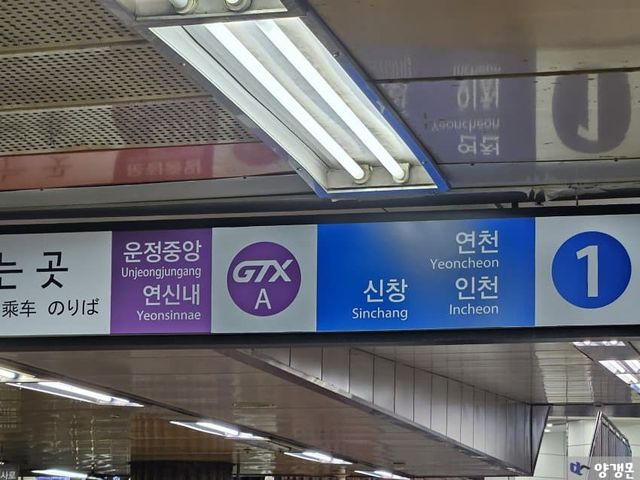 는 곳
乘车 のりば
운정중앙
Unjeongjungang
연신내
Yeonsinnae
GTX
A
연천
Yeoncheon
신창 인천
Sinchang Incheon
1
양갱몬